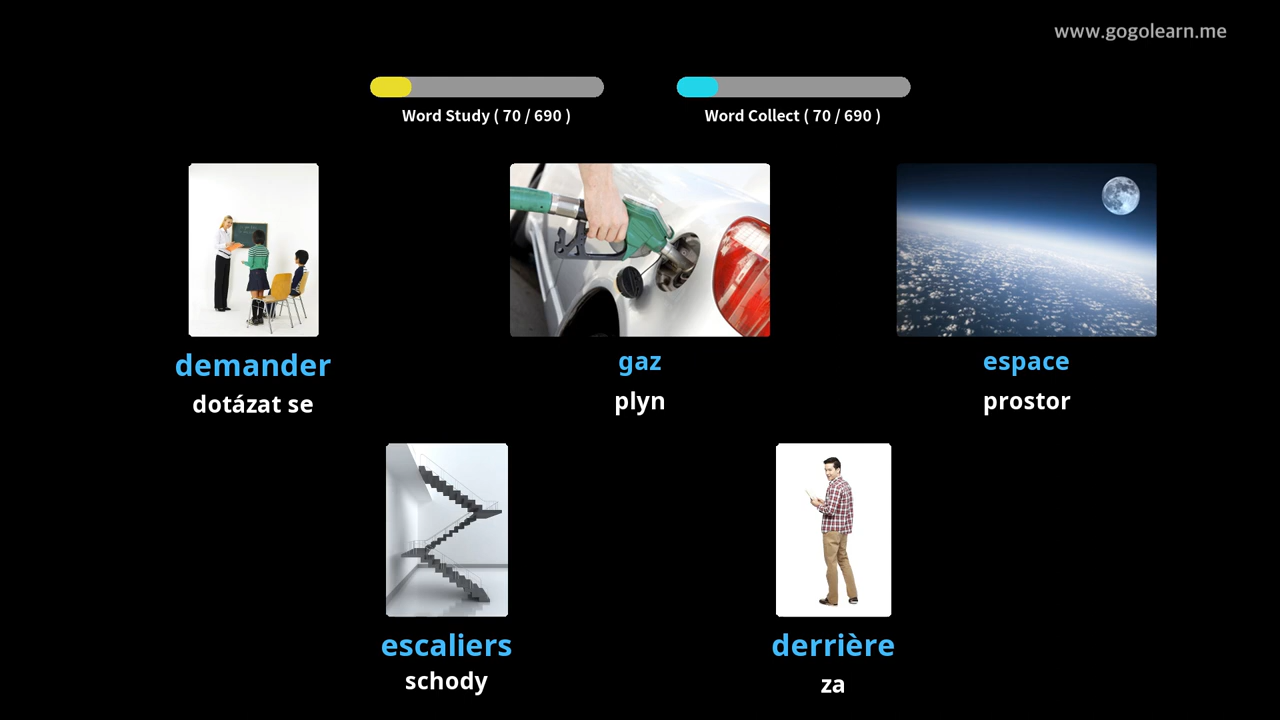 www.gogolearn.me
Word Study ( 70 / 690 )
Word Collect ( 70 / 690 )
demander
dotázat se
gaz
plyn
espace
prostor
escaliers
schody
derrière
za